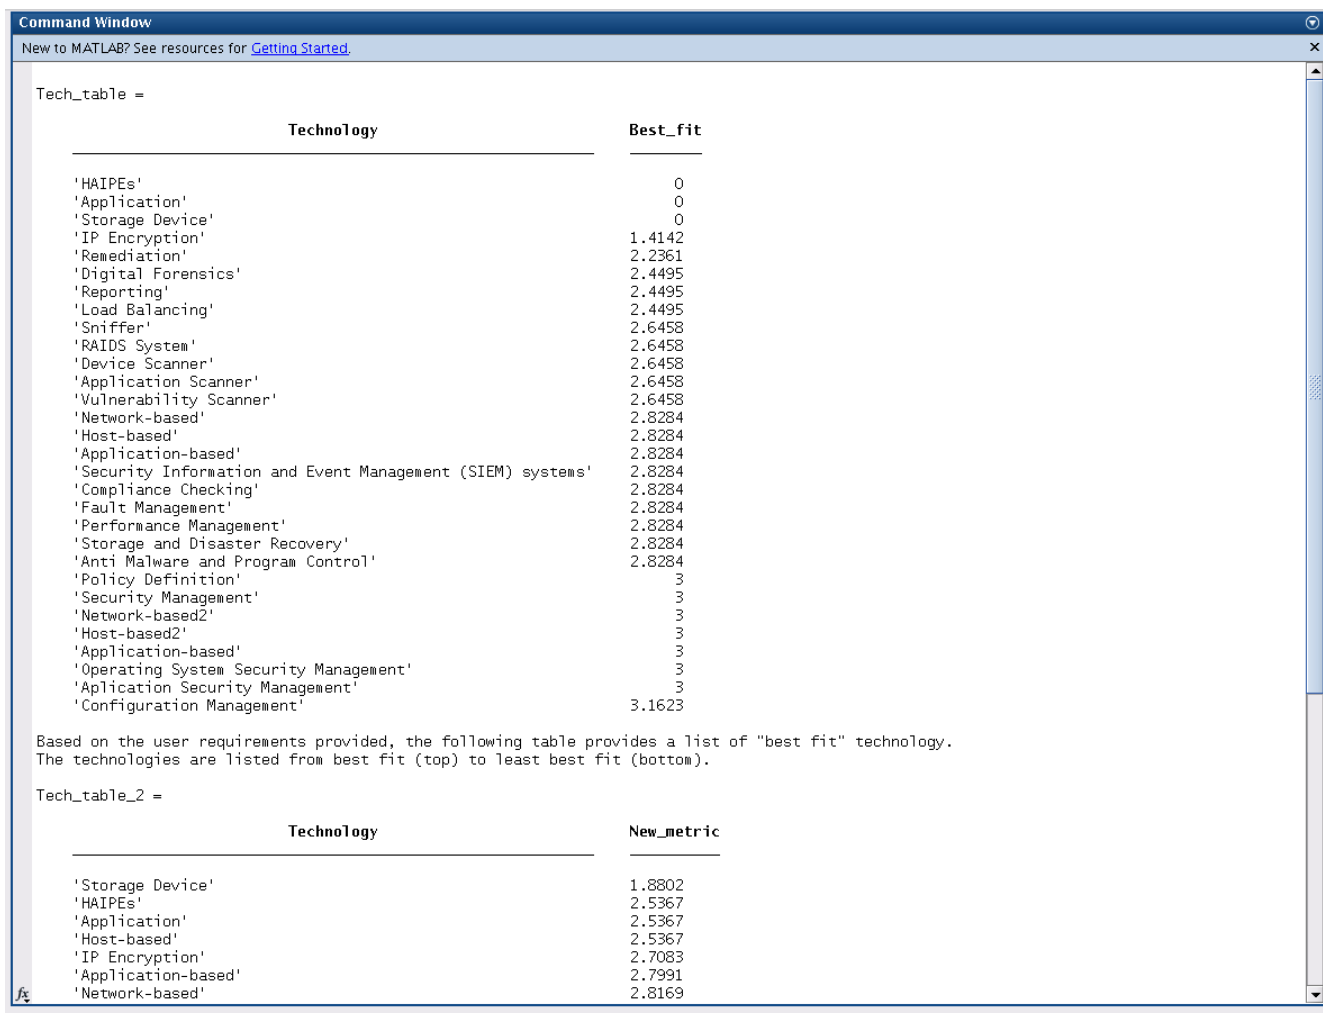 Command Window
New to MATLAB? See resources for Getting Started.
Tech_table =
Technology Best_fit
'HAIPEs' 0
'Application' 0
'Storage Device' 0
'IP Encryption' 1.4142
'Remediation' 2.2361
'Digital Forensics' 2.4495
'Reporting' 2.4495
'Load Balancing' 2.4495
'Sniffer' 2.6458
'RAIDS System' 2.6458
'Device Scanner' 2.6458
'Application Scanner' 2.6458
'Vulnerability Scanner' 2.6458
'Network-based' 2.8284
'Host-based' 2.8284
'Application-based' 2.8284
'Security Information and Event Management (SIEM) systems' 2.8284
'Compliance Checking' 2.8284
'Fault Management' 2.8284
'Performance Management' 2.8284
'Storage and Disaster Recovery' 2.8284
'Anti Malware and Program Control' 2.8284
'Policy Definition' 3
'Security Management' 3
'Network-based2' 3
'Host-based2' 3
'Application-based' 3
'Operating System Security Management' 3
'Aplication Security Management' 3
'Configuration Management' 3.1623
Based on the user requirements provided, the following table provides a list of "best fit" technology.
The technologies are listed from best fit (top) to least best fit (bottom).
Tech_table_2 =
Technology New_metric
'Storage Device' 1.8802
'HAIPEs' 2.5367
'Application' 2.5367
'Host-based' 2.5367
'IP Encryption' 2.7083
'Application-based' 2.7991
'Network-based' 2.8169
fx